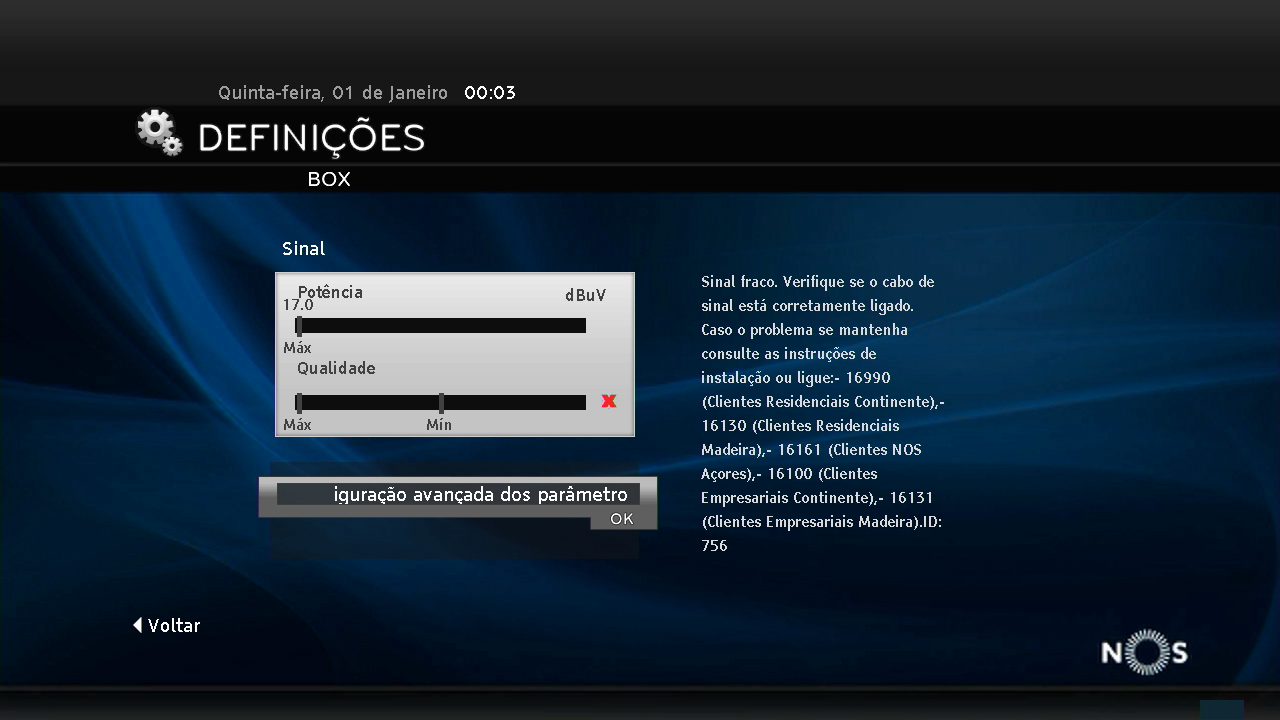 Quinta-feira, 01 de Janeiro 00:03
DEFINIÇÕES
BOX
Sinal
Potência
dBuV
17.0
Máx
Qualidade
X
Máx
Mín
iguração avançada dos parâmetro
OK
Sinal fraco. Verifique se o cabo de
sinal está corretamente ligado.
Caso o problema se mantenha
consulte as instruções de
instalação ou ligue:- 16990
(Clientes Residenciais Continente),-
16130 (Clientes Residenciais
Madeira),- 16161 (Clientes NOS
Açores),- 16100 (Clientes
Empresariais Continente),- 16131
(Clientes Empresariais Madeira).ID:
756
Voltar
NOS